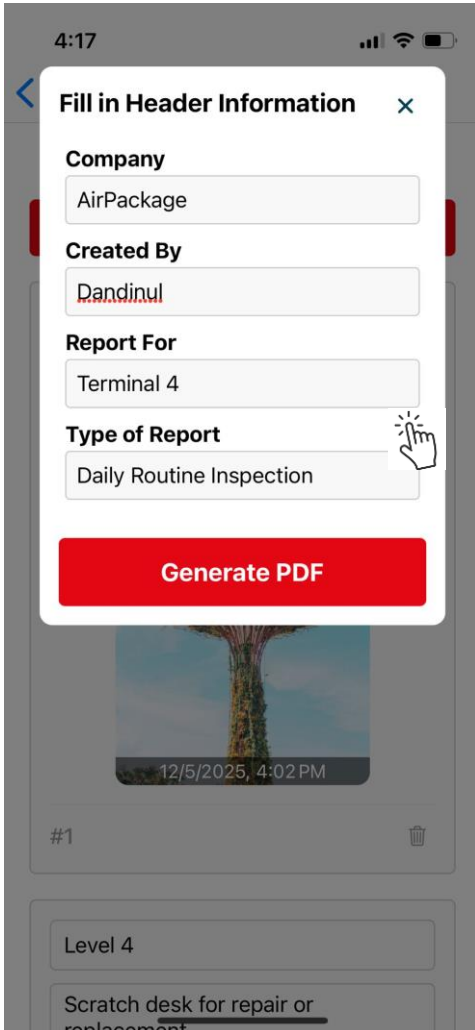 4:17
Fill in Header Information
Company
AirPackage
Created By
Dandinul
Report For
Terminal 4
Type of Report
Daily Routine Inspection
Generate PDF
12/5/2025, 4:02 PM
#1
Level 4
Scratch desk for repair or
replacement